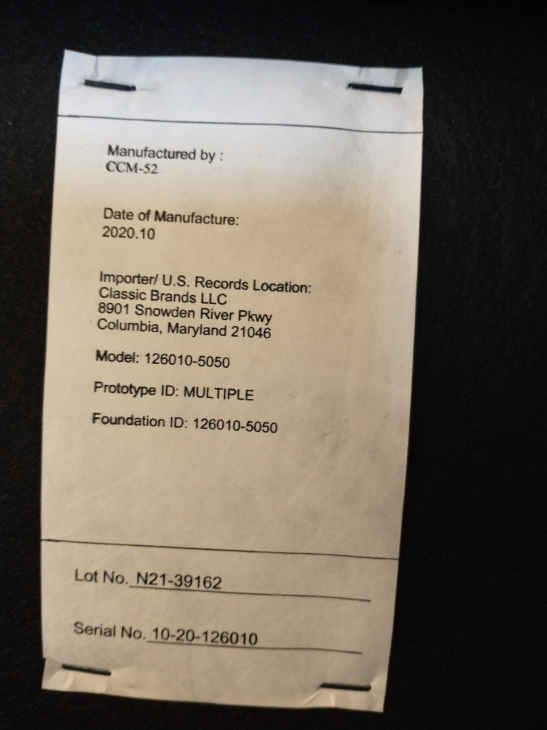 Manufactured by :
CCM-52
Date of Manufacture:
2020.10
Importer/ U.S. Records Location:
Classic Brands LLC
8901 Snowden River Pkwy
Columbia, Maryland 21046
Model: 126010-5050
Prototype ID: MULTIPLE
Foundation ID: 126010-5050
Lot No. N21-39162
Serial No. 10-20-126010